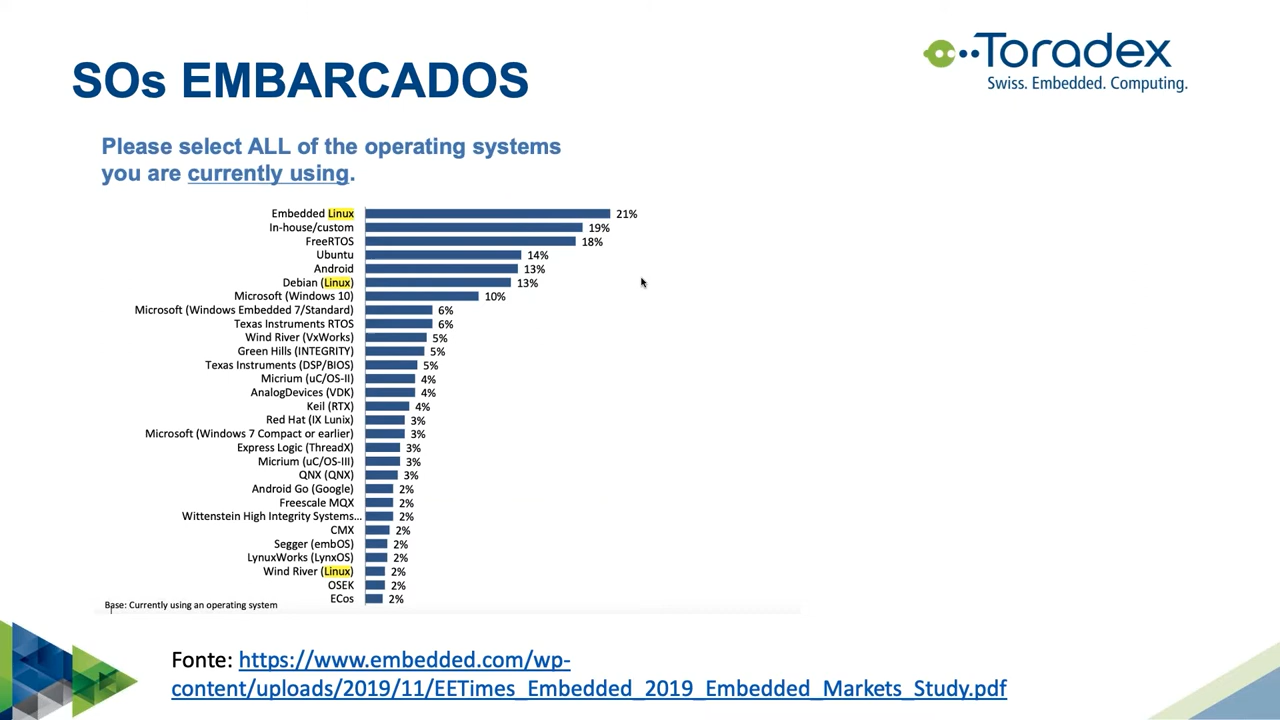 SOs EMBARCADOS
Toradex
Swiss. Embedded. Computing.
Please select ALL of the operating systems
you are currently using.
Embedded Linux 21%
In-house/custom 19%
FreeRTOS 18%
Ubuntu 14%
Android 13%
Debian (Linux) 13%
Microsoft (Windows 10) 10%
Microsoft (Windows Embedded 7/Standard) 6%
Texas Instruments RTOS 6%
Wind River (VxWorks) 5%
Green Hills (INTEGRITY) 5%
Texas Instruments (DSP/BIOS) 5%
Micrium (uC/OS-II) 4%
AnalogDevices (VDK) 4%
Keil (RTX) 4%
Red Hat (IX Lunix) 3%
Microsoft (Windows 7 Compact or earlier) 3%
Express Logic (ThreadX) 3%
Micrium (uC/OS-III) 3%
QNX (QNX) 3%
Android Go (Google) 2%
Freescale MQX 2%
Wittenstein High Integrity Systems... 2%
CMX 2%
Segger (embOS) 2%
LynuxWorks (LynxOS) 2%
Wind River (Linux) 2%
OSEK 2%
ECos 2%
Base: Currently using an operating system
Fonte: https://www.embedded.com/wp-
content/uploads/2019/11/EETimes_Embedded_2019_Embedded_Markets_Study.pdf